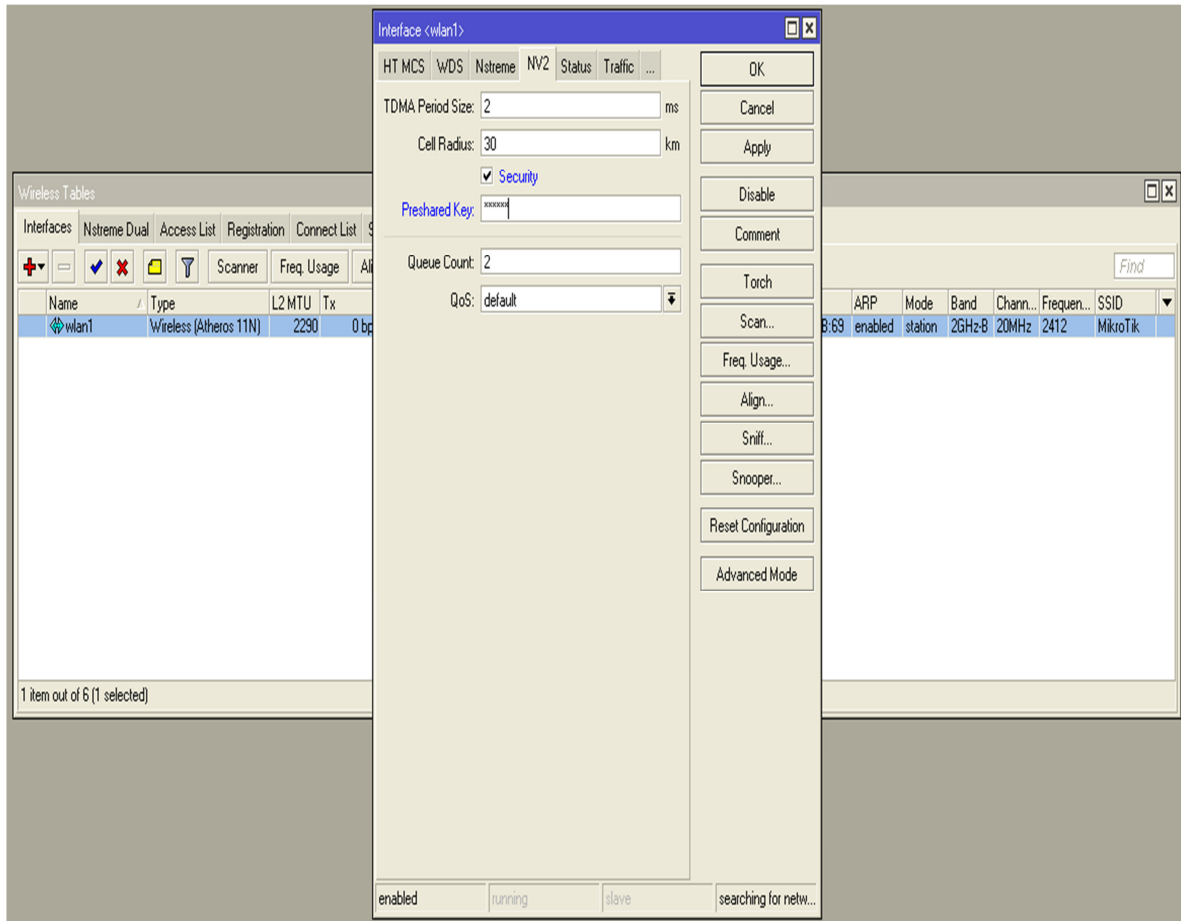 Interface <wlan1>
HT MCS WDS Nstreme NV2 Status Traffic ...
TDMA Period Size: 2 ms
Cell Radius: 30 km
Security
Preshared Key: ******
Queue Count: 2
QoS: default
OK
Cancel
Apply
Disable
Comment
Torch
Scan...
Freq. Usage...
Align...
Sniff...
Snooper...
Reset Configuration
Advanced Mode
enabled running slave searching for netw...
Wireless Tables
Interfaces Nstreme Dual Access List Registration Connect List
Scanner Freq. Usage Ali
Find
Name Type L2 MTU Tx ARP Mode Band Chann... Frequen... SSID
wlan1 Wireless (Atheros 11N) 2290 0 bp :69 enabled station 2GHz-B 20MHz 2412 MikroTik
1 item out of 6 (1 selected)